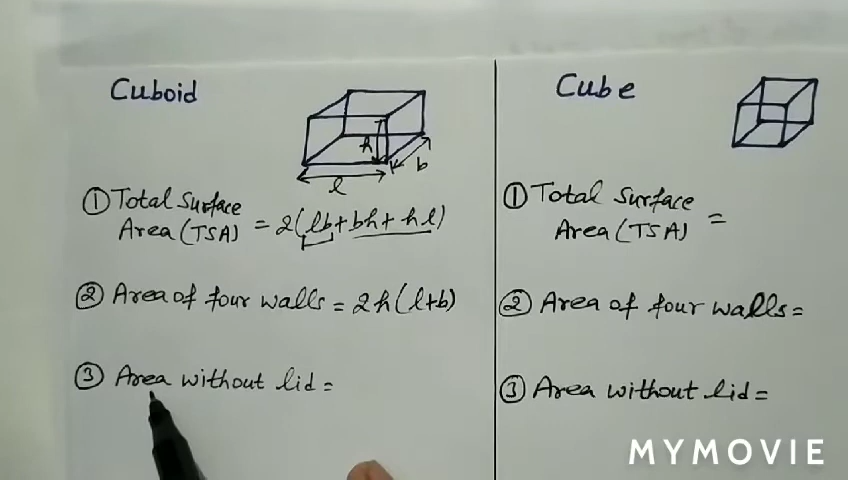 Cuboid
h
b
l
① Total Surface
Area (TSA) = 2(lb+bh+hl)
② Area of four walls = 2h(l+b)
③ Area without lid =
Cube
① Total Surface
Area (TSA) =
② Area of four walls =
③ Area without lid =
MYMOVIE